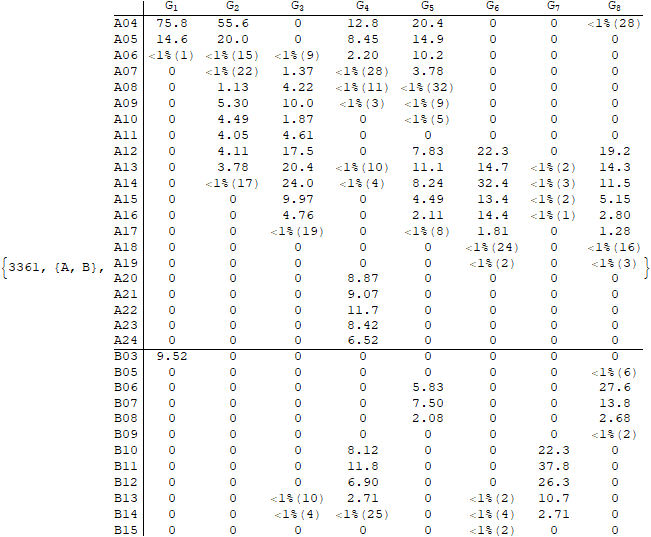 G1 G2 G3 G4 G5 G6 G7 G8
A04 75.8 55.6 0 12.8 20.4 0 0 <1%(28)
A05 14.6 20.0 0 8.45 14.9 0 0 0
A06 <1%(1) <1%(15) <1%(9) 2.20 10.2 0 0 0
A07 0 <1%(22) 1.37 <1%(28) 3.78 0 0 0
A08 0 1.13 4.22 <1%(11) <1%(32) 0 0 0
A09 0 5.30 10.0 <1%(3) <1%(9) 0 0 0
A10 0 4.49 1.87 0 <1%(5) 0 0 0
A11 0 4.05 4.61 0 0 0 0 0
A12 0 4.11 17.5 0 7.83 22.3 0 19.2
A13 0 3.78 20.4 <1%(10) 11.1 14.7 <1%(2) 14.3
A14 0 <1%(17) 24.0 <1%(4) 8.24 32.4 <1%(3) 11.5
A15 0 0 9.97 0 4.49 13.4 <1%(2) 5.15
A16 0 0 4.76 0 2.11 14.4 <1%(1) 2.80
A17 0 0 <1%(19) 0 <1%(8) 1.81 0 1.28
A18 0 0 0 0 0 <1%(24) 0 <1%(16)
{3361, {A, B}, A19 0 0 0 0 0 <1%(2) 0 <1%(3) }
A20 0 0 0 8.87 0 0 0 0
A21 0 0 0 9.07 0 0 0 0
A22 0 0 0 11.7 0 0 0 0
A23 0 0 0 8.42 0 0 0 0
A24 0 0 0 6.52 0 0 0 0
B03 9.52 0 0 0 0 0 0 0
B05 0 0 0 0 0 0 0 <1%(6)
B06 0 0 0 0 5.83 0 0 27.6
B07 0 0 0 0 7.50 0 0 13.8
B08 0 0 0 0 2.08 0 0 2.68
B09 0 0 0 0 0 0 0 <1%(2)
B10 0 0 0 8.12 0 0 22.3 0
B11 0 0 0 11.8 0 0 37.8 0
B12 0 0 0 6.90 0 0 26.3 0
B13 0 0 <1%(10) 2.71 0 <1%(2) 10.7 0
B14 0 0 <1%(4) <1%(25) 0 <1%(4) 2.71 0
B15 0 0 0 0 0 <1%(2) 0 0